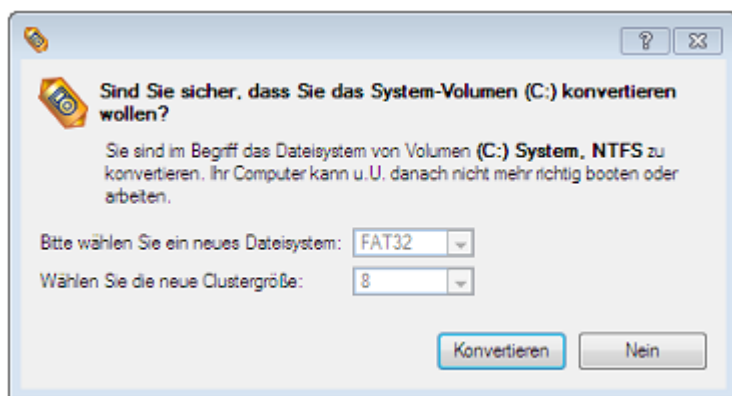 Sind Sie sicher, dass Sie das System-Volumen (C:) konvertieren
wollen?
Sie sind im Begriff das Dateisystem von Volumen (C:) System, NTFS zu
konvertieren. Ihr Computer kann u.U. danach nicht mehr richtig booten oder
arbeiten.
Bitte wählen Sie ein neues Dateisystem: FAT32
Wählen Sie die neue Clustergröße: 8
Konvertieren Nein